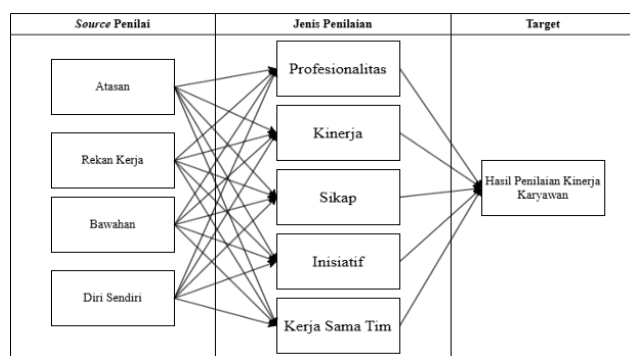 Source Penilai
Jenis Penilaian
Target
Atasan
Rekan Kerja
Bawahan
Diri Sendiri
Profesionalitas
Kinerja
Sikap
Inisiatif
Kerja Sama Tim
Hasil Penilaian Kinerja
Karyawan